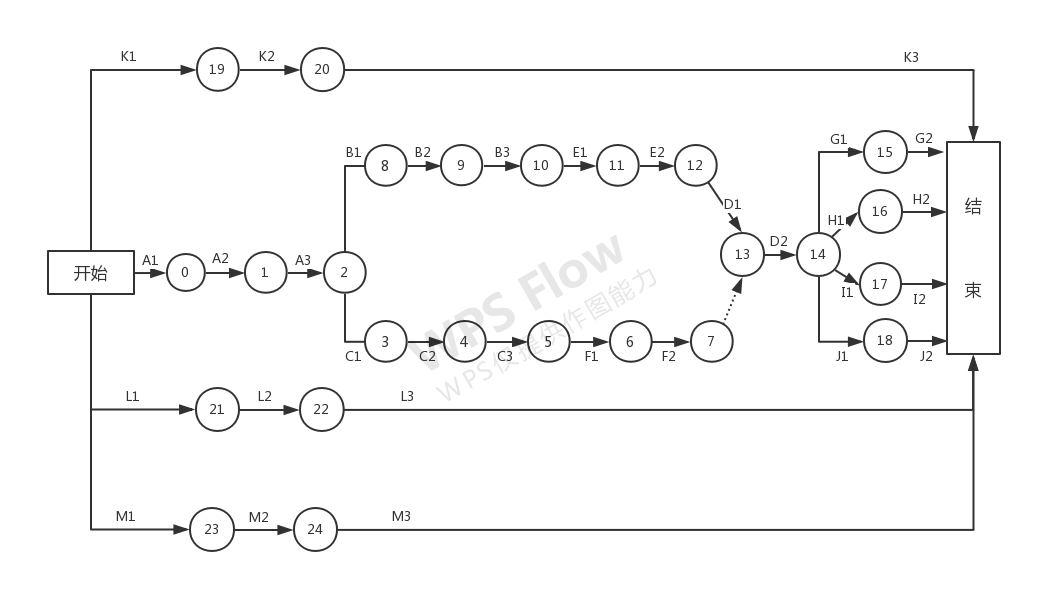 K1 19 K2 20 K3
B1 8 B2 9 B3 10 E1 11 E2 12
G1 15 G2
D1
H1 16 H2
结
束
开始 A1 0 A2 1 A3 2
13 D2 14
I1 17 I2
C1 3 C2 4 C3 5 F1 6 F2 7
J1 18 J2
WPS Flow
WPS仅提供作图能力
L1 21 L2 22 L3
M1 23 M2 24 M3